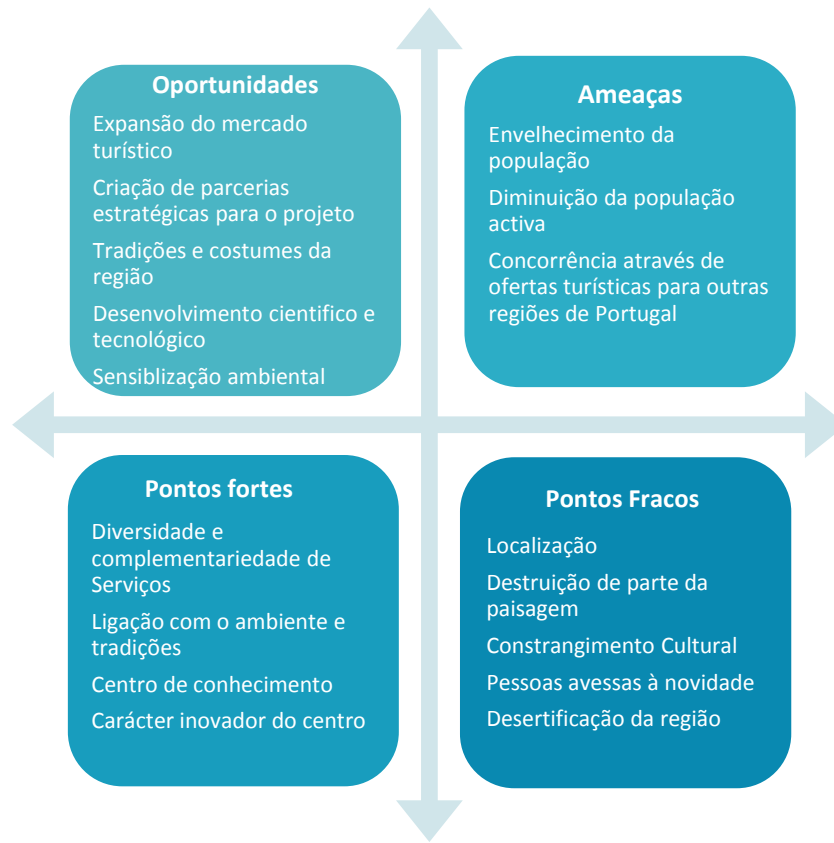 Oportunidades
Expansão do mercado
turístico
Criação de parcerias
estratégicas para o projeto
Tradições e costumes da
região
Desenvolvimento cientifico e
tecnológico
Sensiblização ambiental
Ameaças
Envelhecimento da
população
Diminuição da população
activa
Concorrência através de
ofertas turísticas para outras
regiões de Portugal
Pontos fortes
Diversidade e
complementariedade de
Serviços
Ligação com o ambiente e
tradições
Centro de conhecimento
Carácter inovador do centro
Pontos Fracos
Localização
Destruição de parte da
paisagem
Constrangimento Cultural
Pessoas avessas à novidade
Desertificação da região